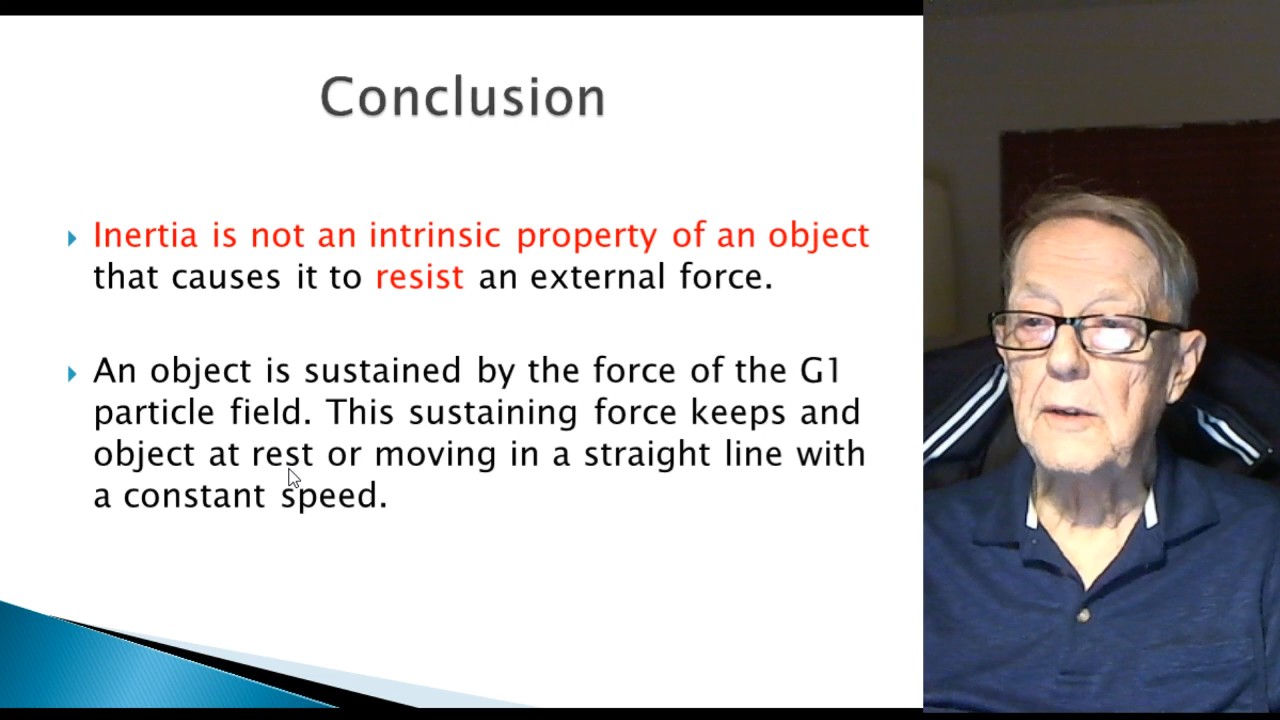 Conclusion
Inertia is not an intrinsic property of an object
that causes it to resist an external force.
An object is sustained by the force of the G1
particle field. This sustaining force keeps and
object at rest or moving in a straight line with
a constant speed.